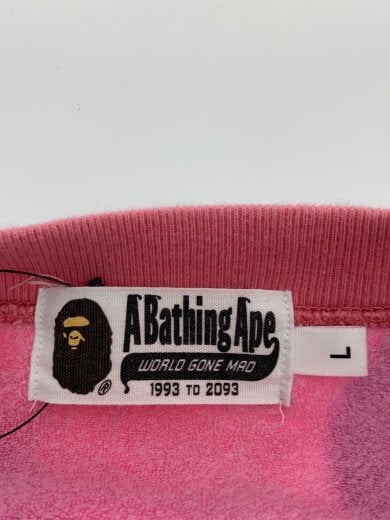 A Bathing Ape
WORLD GONE MAD
1993 TO 2093
®
L